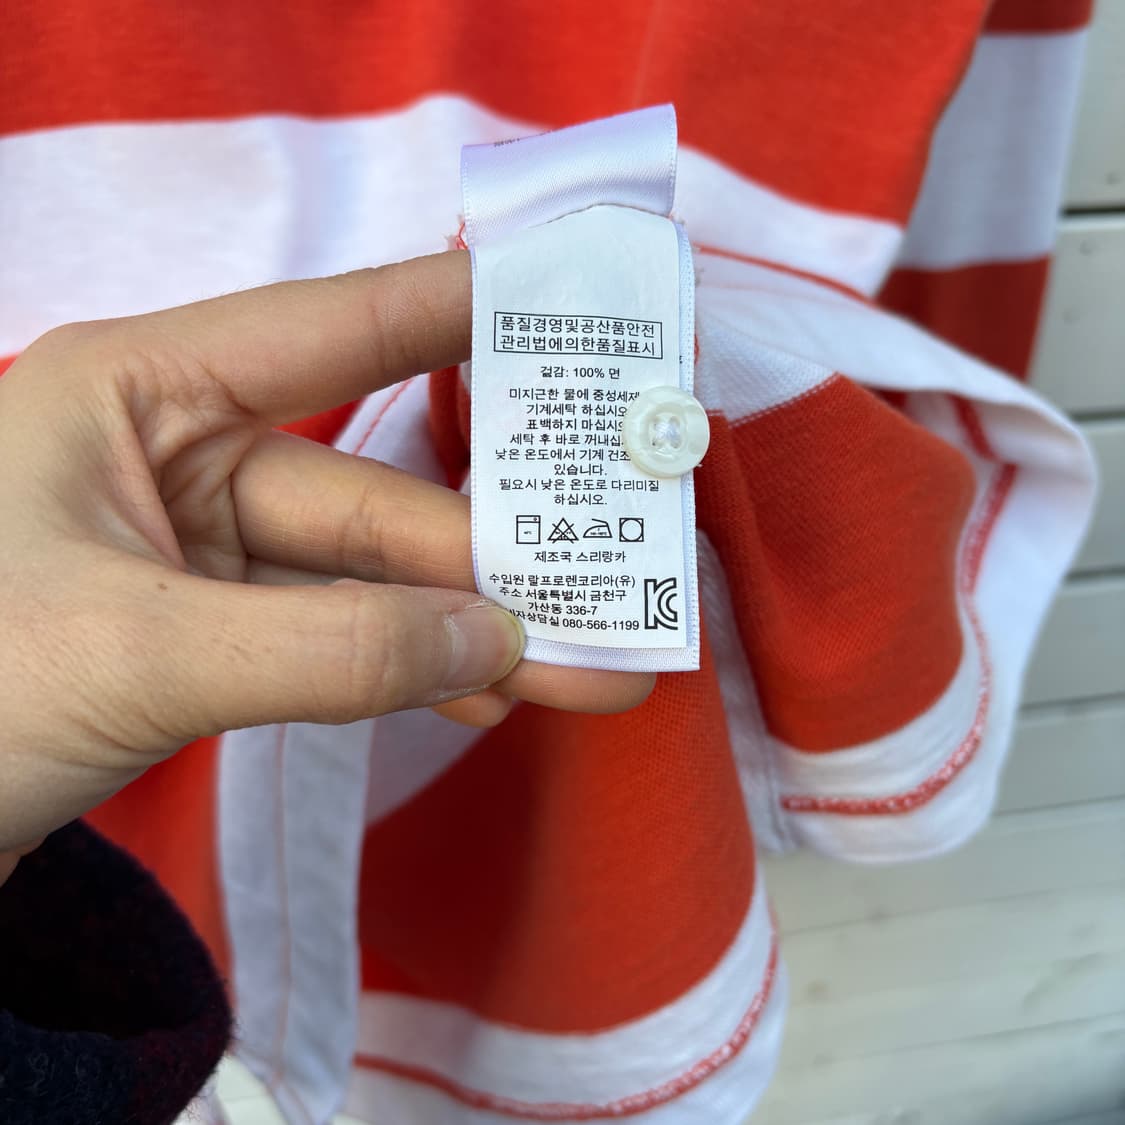 품질경영및공산품안전
관리법에의한품질표시
겉감: 100% 면
미지근한 물에 중성세제
기계세탁 하십시오
표백하지 마십시오
세탁 후 바로
낮은 온도에서 기계 건조
있습니다.
필요시 낮은 온도로 다리미질
하십시오.
제조국 스리랑카
수입원 랄프로렌코리아(유)
주소 서울특별시 금천구
가산동 336-7
자상담실 080-566-1199
KC